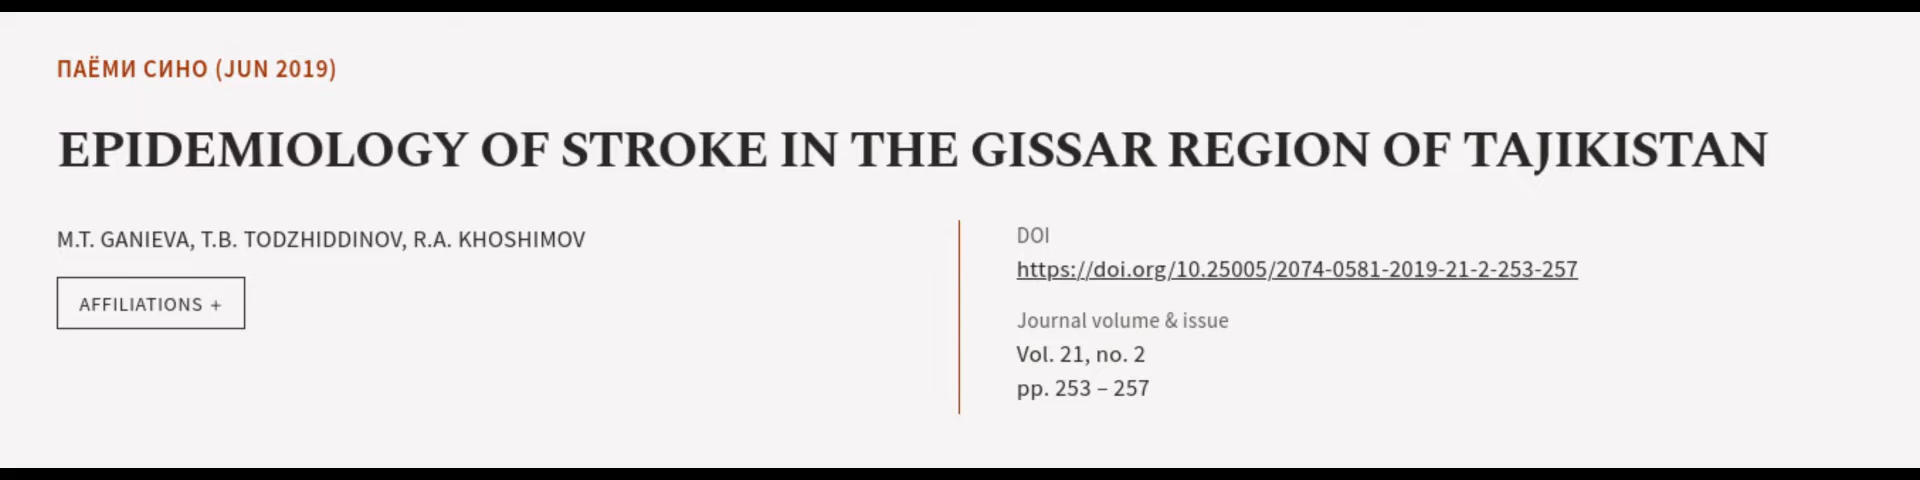 ПАЁМИ СИНО (JUN 2019)
EPIDEMIOLOGY OF STROKE IN THE GISSAR REGION OF TAJIKISTAN
M.T. GANIEVA, T.B. TODZHIDDINOV, R.A. KHOSHIMOV
AFFILIATIONS +
DOI
https://doi.org/10.25005/2074-0581-2019-21-2-253-257
Journal volume & issue
Vol. 21, no. 2
pp. 253 – 257